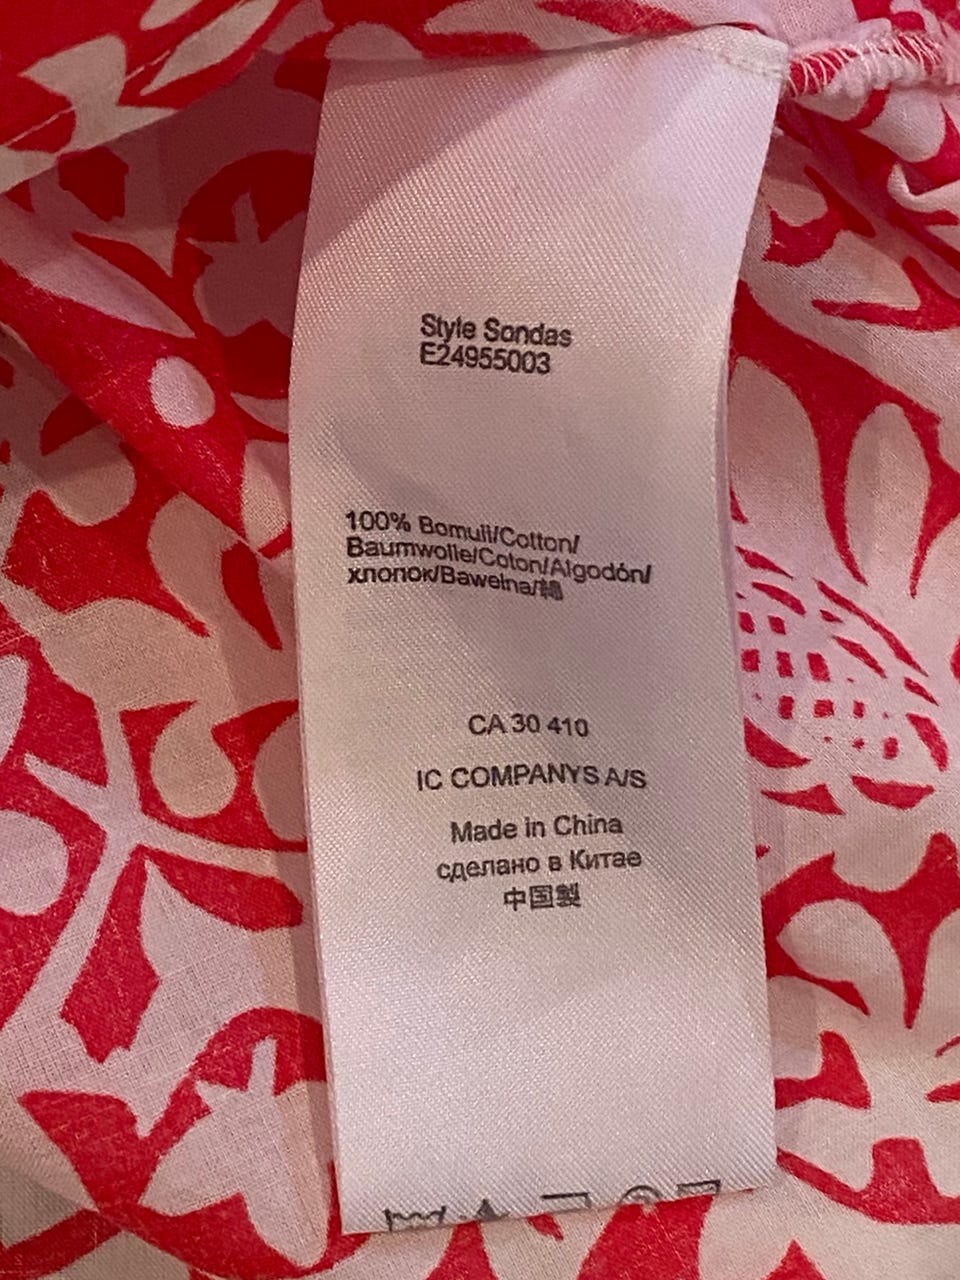 Style Sondas
E24955003
100% Bomull/Cotton/
Baumwolle/Coton/Algodón/
хлопок/Bawełna/綿
CA 30 410
IC COMPANYS A/S
Made in China
сделано в Китае
中国製